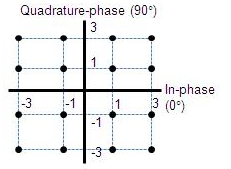 Quadrature-phase (90°)
3
1
In-phase
-3 -1 1 3 (0°)
-1
-3